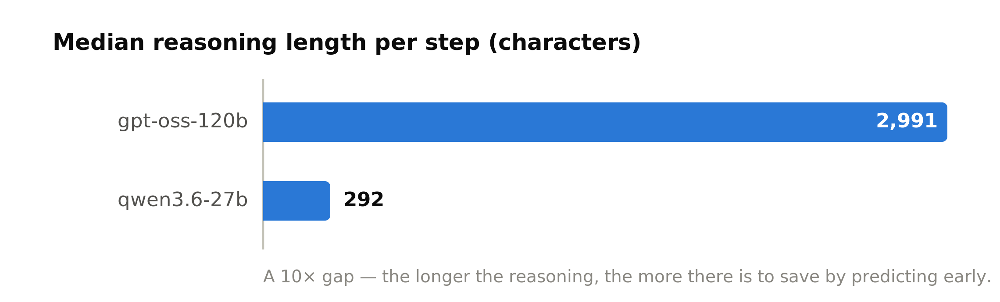 Median reasoning length per step (characters)
gpt-oss-120b
2,991
qwen3.6-27b
292
A 10× gap — the longer the reasoning, the more there is to save by predicting early.